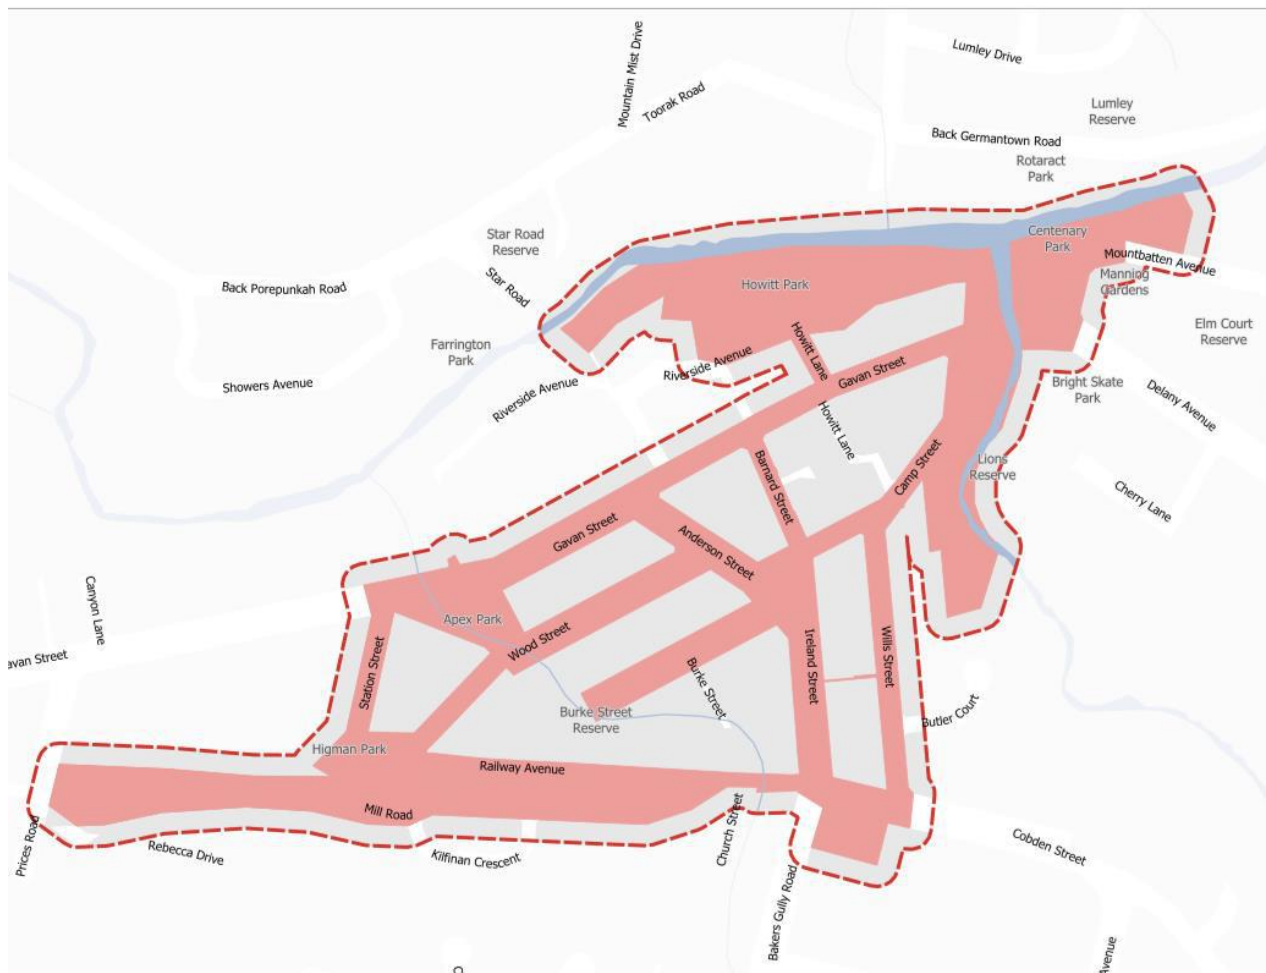 Mountain Mist Drive
Toorak Road
Lumley Drive
Lumley
Reserve
Back Germantown Road
Rotaract
Park
Star Road
Reserve
Centenary
Park
Mountbatten Avenue
Manning
Gardens
Star Road
Back Porepunkah Road
Howitt Park
Elm Court
Reserve
Farrington
Park
Howitt Lane
Riverside Avenue
Gavan Street
Showers Avenue
Riverside Avenue
Bright Skate
Park
Delany Avenue
Howitt Lane
Camp Street
Lions
Reserve
Barnard Street
Cherry Lane
Gavan Street
Anderson Street
Canyon Lane
Apex Park
Wood Street
avan Street
Station Street
Ireland Street
Wills Street
Burke Street
Burke Street
Reserve
Butler Court
Higman Park
Railway Avenue
Mill Road
Prices Road
Rebecca Drive
Kilfinan Crescent
Church Street
Cobden Street
Bakers Gully Road
Avenue